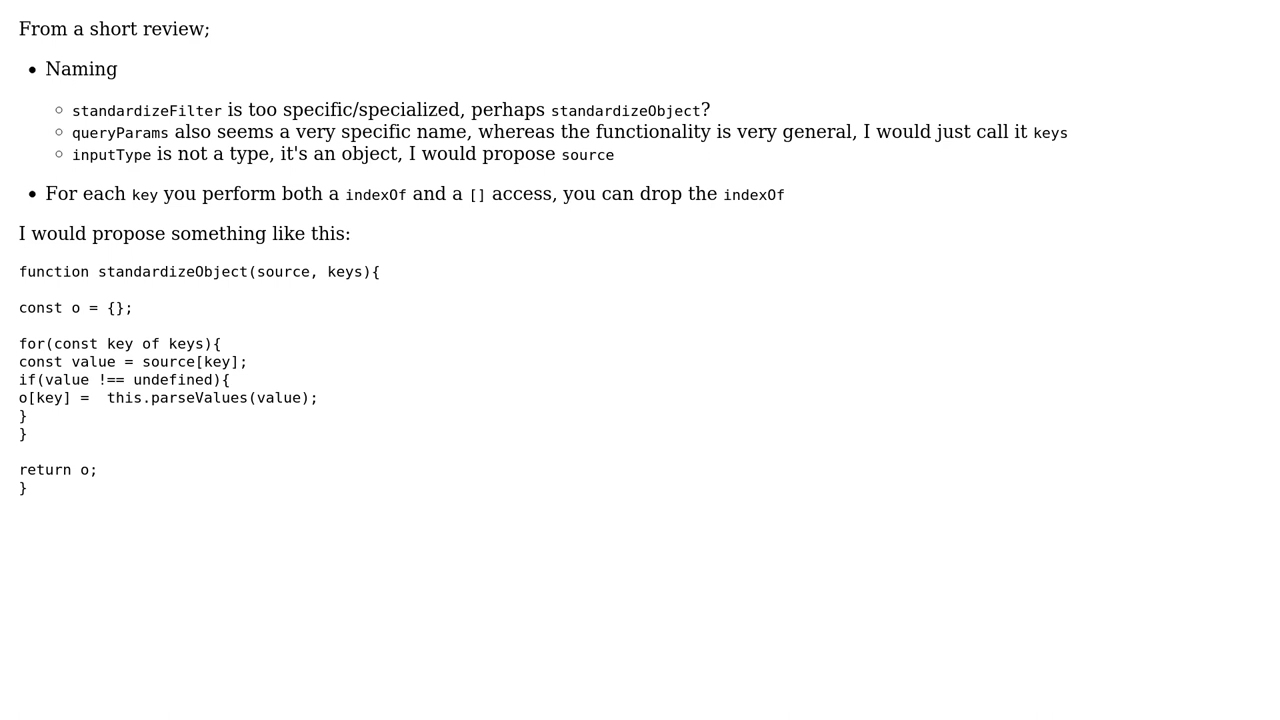 From a short review;
• Naming
◦ standardizeFilter is too specific/specialized, perhaps standardizeObject?
◦ queryParams also seems a very specific name, whereas the functionality is very general, I would just call it keys
◦ inputType is not a type, it's an object, I would propose source
• For each key you perform both a indexOf and a [] access, you can drop the indexOf
I would propose something like this:
function standardizeObject(source, keys){
const o = {};
for(const key of keys){
const value = source[key];
if(value !== undefined){
o[key] =  this.parseValues(value);
}
}
return o;
}